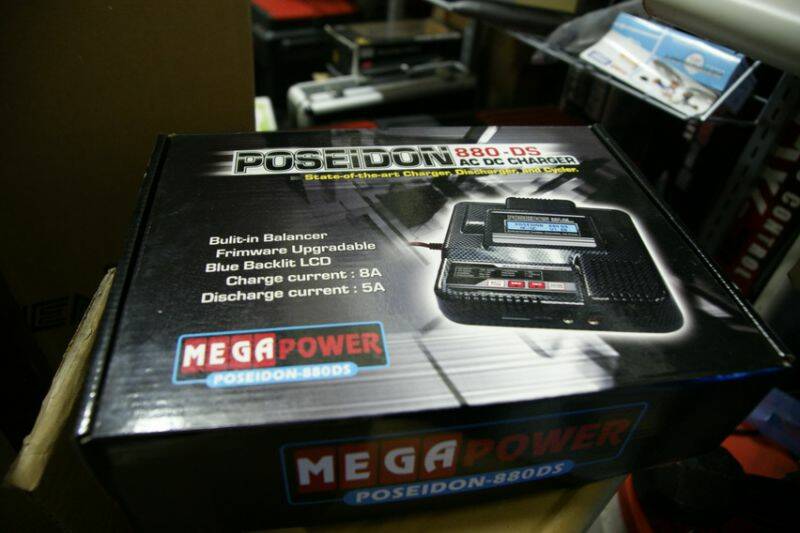 POSEIDON 880-DS
AC DC CHARGER
State-of-the-art Charger, Discharger, and Cycler.
Bulit-in Balancer
Frimware Upgradable
Blue Backlit LCD
Charge current : 8A
Discharge current : 5A
MEGAPOWER
POSEIDON-880DS
MEGAPOWER
POSEIDON-880DS
CONTROL